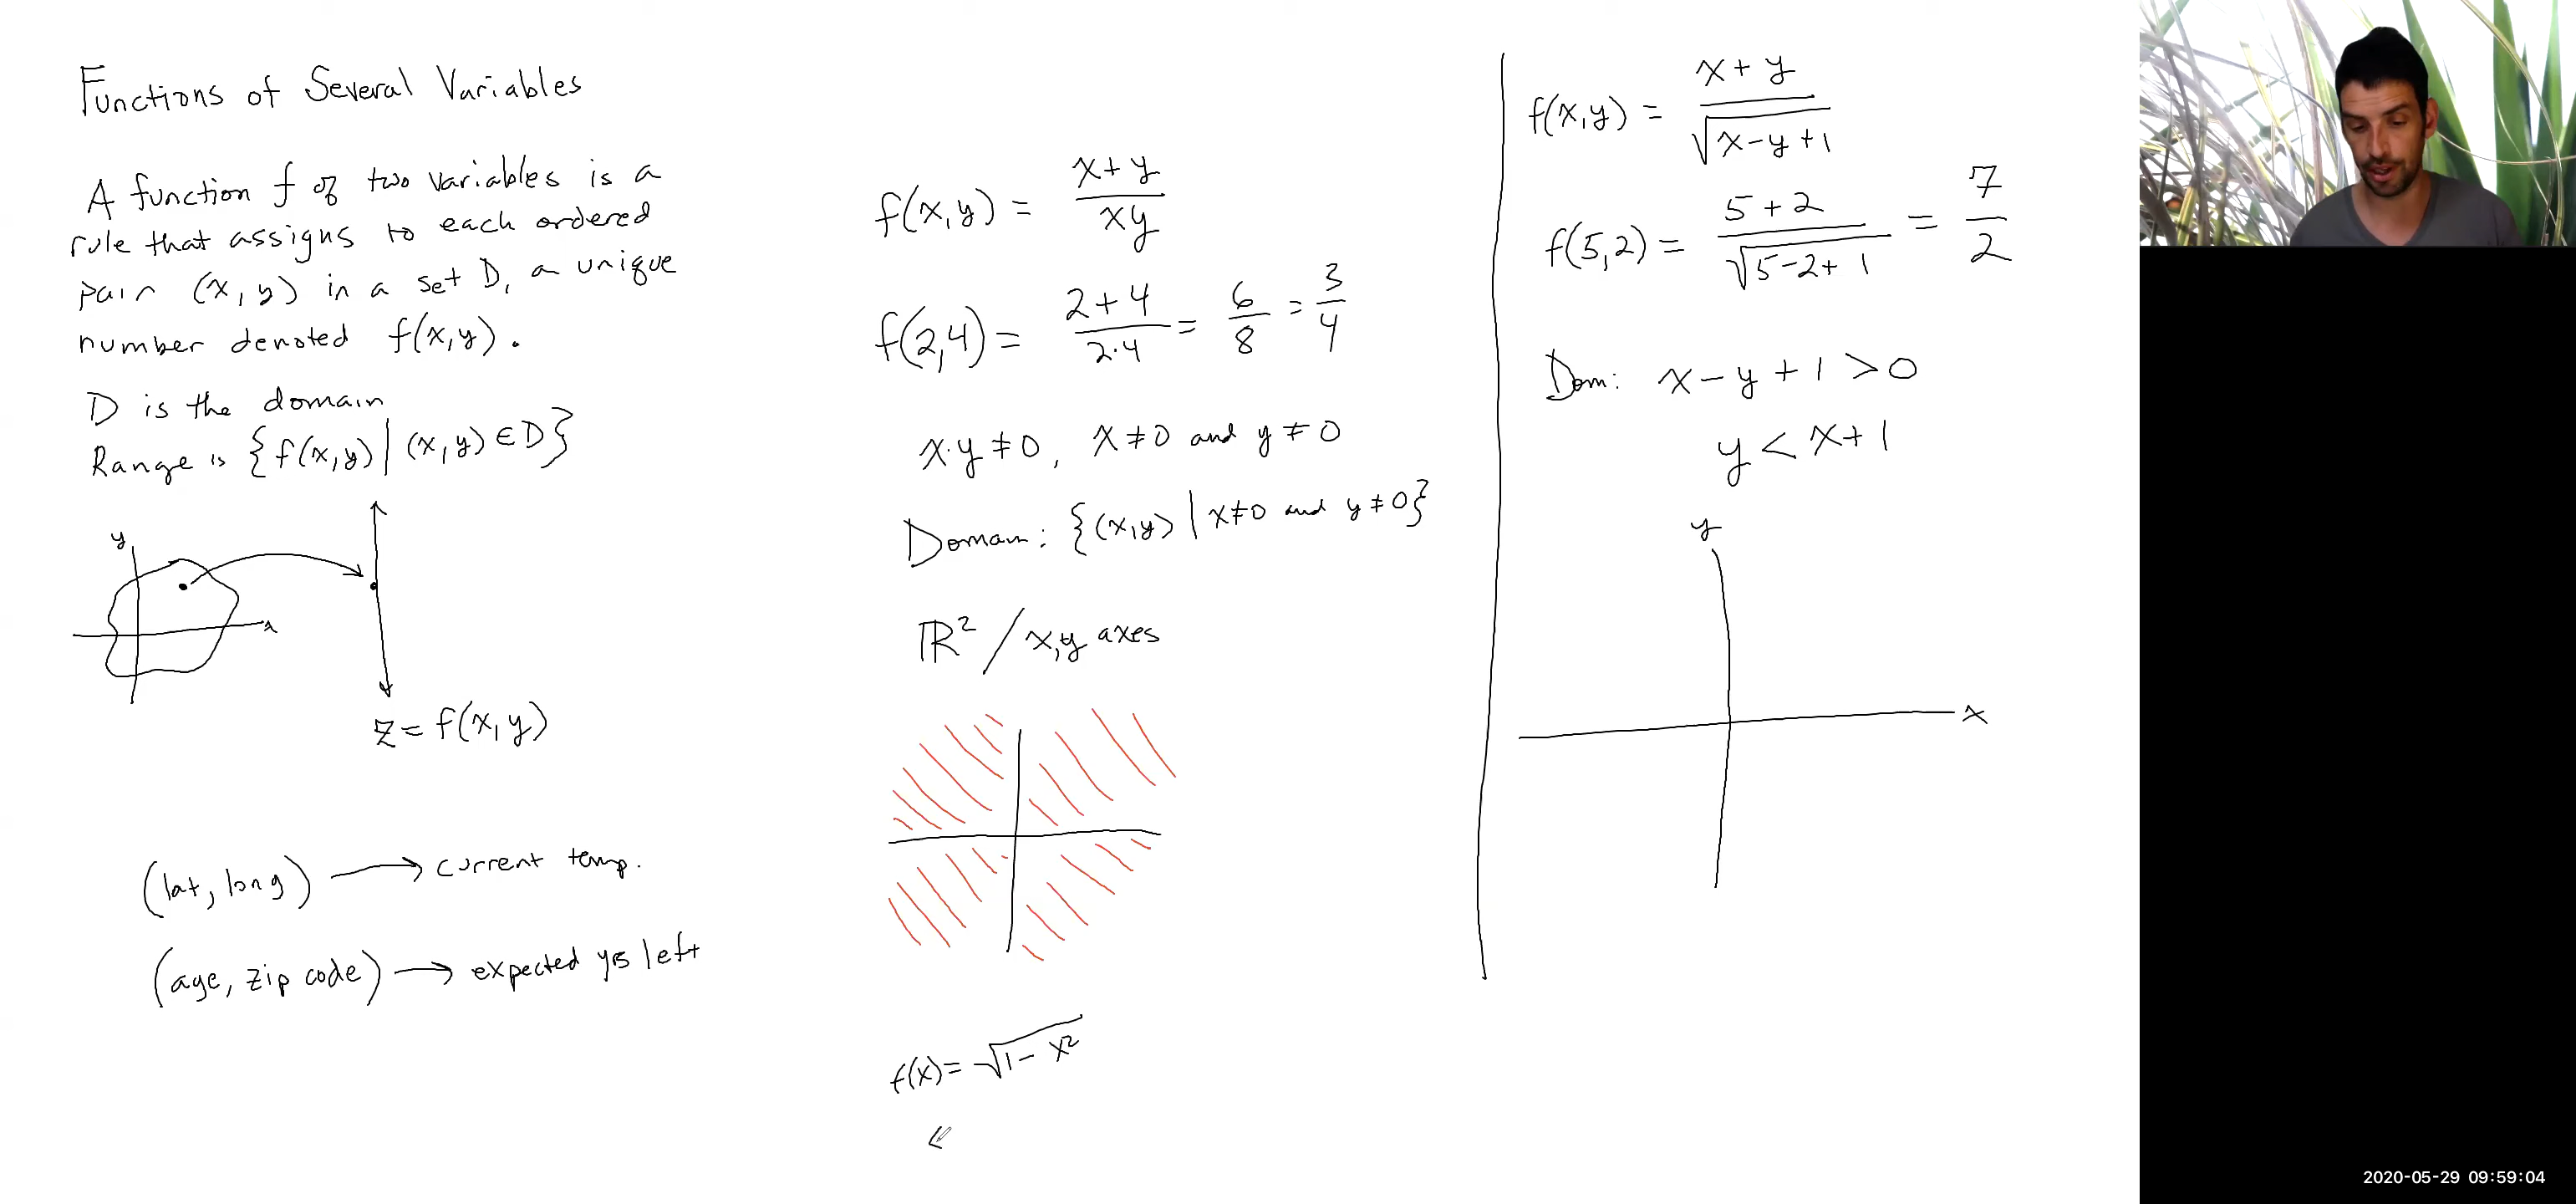 Functions of Several Variables
A function f of two variables is a
rule that assigns to each ordered
pair (x, y) in a set D, a unique
number denoted f(x,y).
D is the domain
Range is {f(x,y) | (x,y) ∈ D}
y
x
z = f(x,y)
(lat, long) → current temp.
(age, zip code) → expected yrs left
f(x,y) = x+y / xy
f(2,4) = 2+4 / 2·4 = 6/8 = 3/4
x·y ≠ 0, x ≠ 0 and y ≠ 0
Domain: {(x,y) | x≠0 and y≠0}
ℝ² / x,y axes
f(x) = √(1 - x²)
f(x,y) = x+y / √(x-y+1)
f(5,2) = 5+2 / √(5-2+1) = 7/2
Dom: x - y + 1 > 0
y < x+1
y
x
2020-05-29 09:59:04